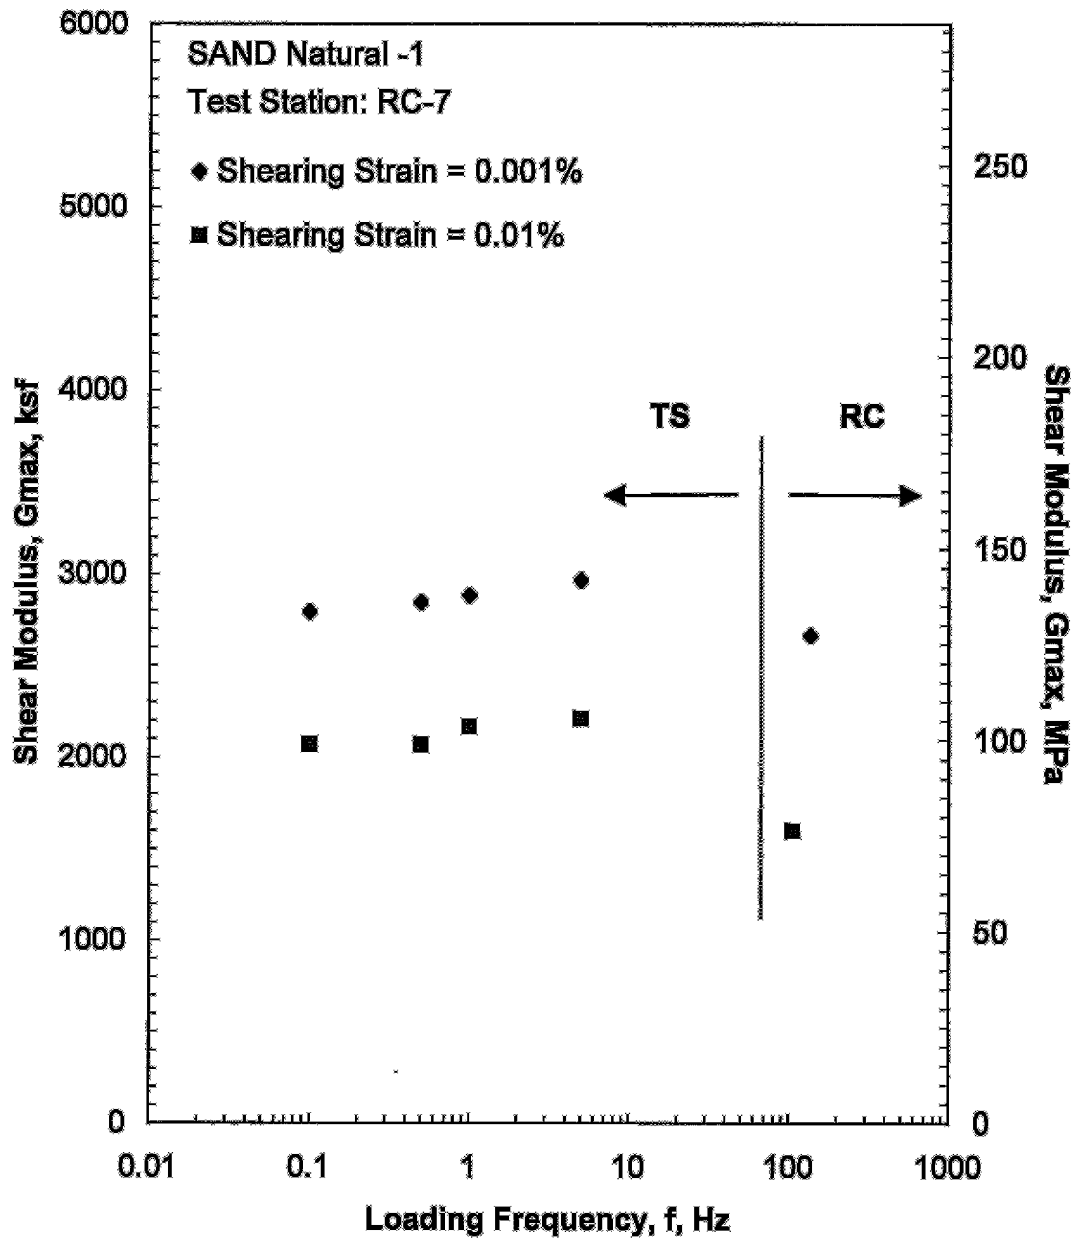 SAND Natural -1
Test Station: RC-7
Shearing Strain = 0.001%
Shearing Strain = 0.01%
TS
RC
6000
5000
4000
3000
2000
1000
0
Shear Modulus, Gmax, ksf
250
200
150
100
50
0
Shear Modulus, Gmax, MPa
0.01 0.1 1 10 100 1000
Loading Frequency, f, Hz